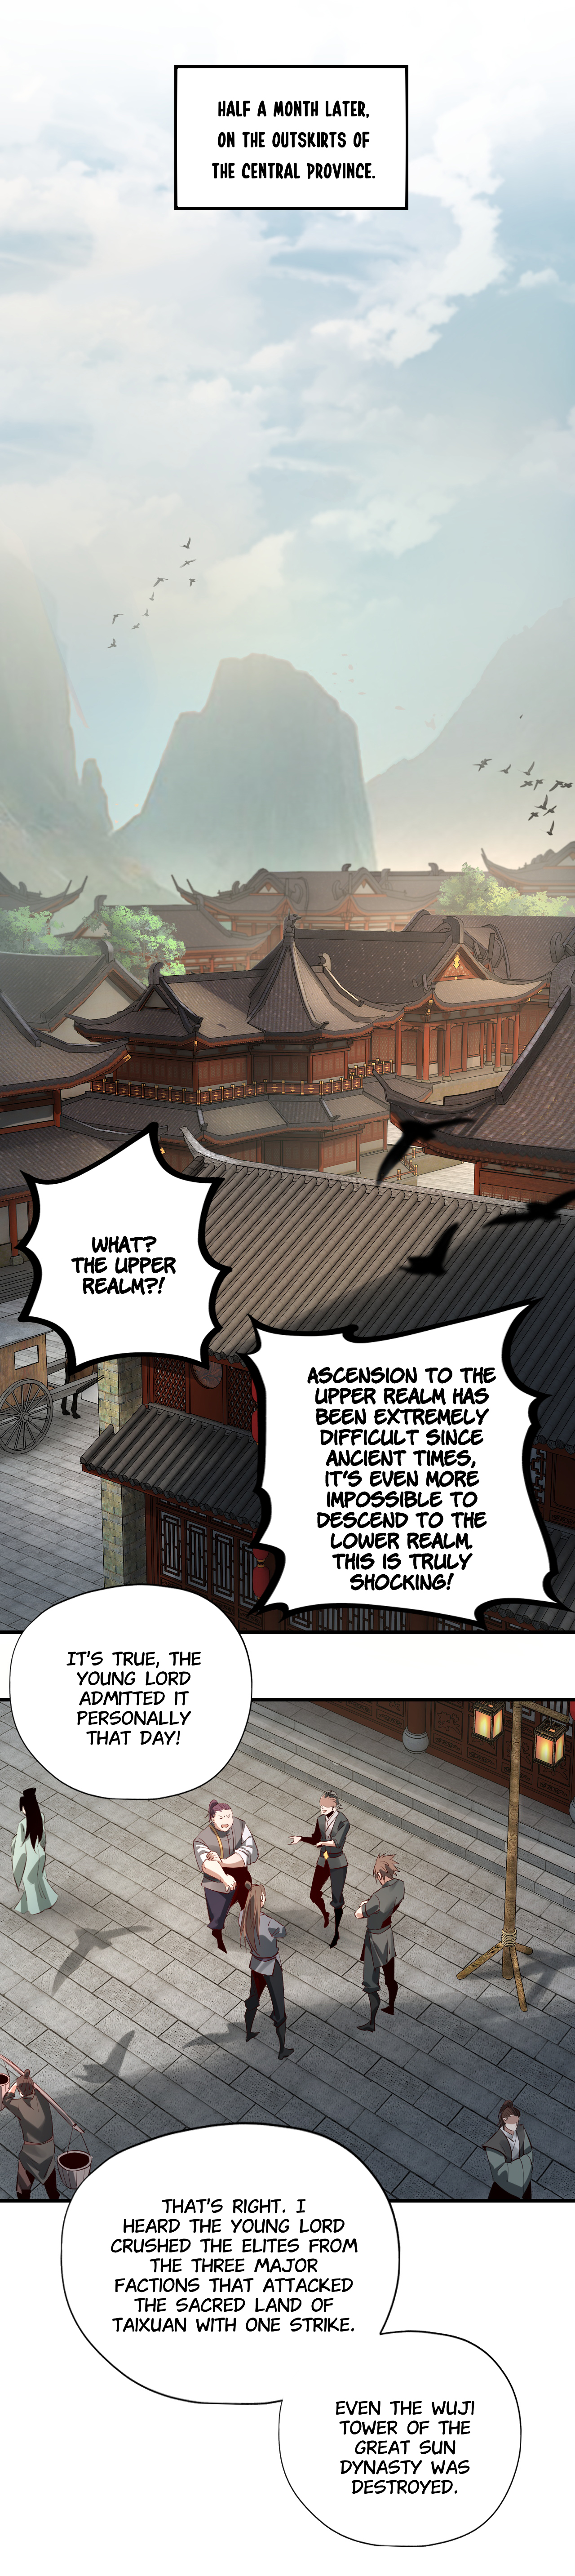 HALF A MONTH LATER,
ON THE OUTSKIRTS OF
THE CENTRAL PROVINCE.
WHAT?
THE UPPER
REALM?!
ASCENSION TO THE
UPPER REALM HAS
BEEN EXTREMELY
DIFFICULT SINCE
ANCIENT TIMES,
IT'S EVEN MORE
IMPOSSIBLE TO
DESCEND TO THE
LOWER REALM.
THIS IS TRULY
SHOCKING!
IT'S TRUE, THE
YOUNG LORD
ADMITTED IT
PERSONALLY
THAT DAY!
THAT'S RIGHT. I
HEARD THE YOUNG LORD
CRUSHED THE ELITES FROM
THE THREE MAJOR
FACTIONS THAT ATTACKED
THE SACRED LAND OF
TAIXUAN WITH ONE STRIKE.
EVEN THE WUJI
TOWER OF THE
GREAT SUN
DYNASTY WAS
DESTROYED.